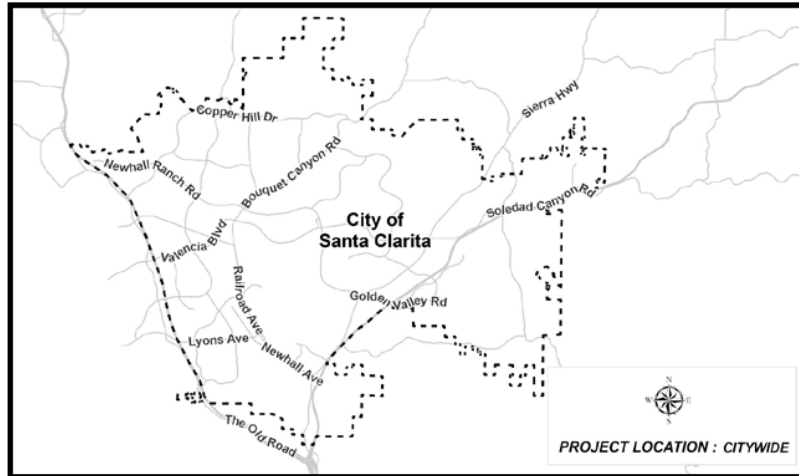 Sierra Hwy
Copper Hill Dr
Bouquet Canyon Rd
Newhall Ranch Rd
Soledad Canyon Rd
City of
Santa Clarita
Valencia Blvd
Railroad Ave
Golden Valley Rd
Lyons Ave
Newhall Ave
The Old Road
N
W E
S
PROJECT LOCATION : CITYWIDE